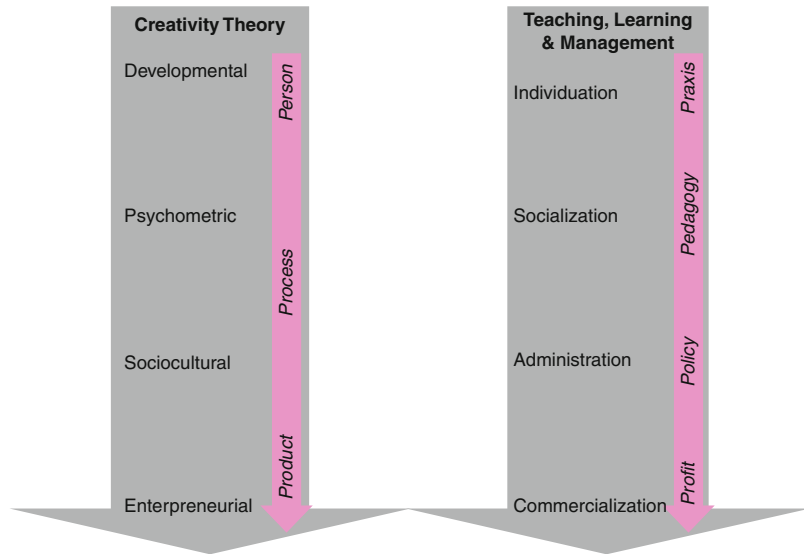 Creativity Theory
Developmental
Psychometric
Sociocultural
Enterpreneurial
Person
Process
Product
Teaching, Learning
& Management
Individuation
Socialization
Administration
Commercialization
Praxis
Pedagogy
Policy
Profit